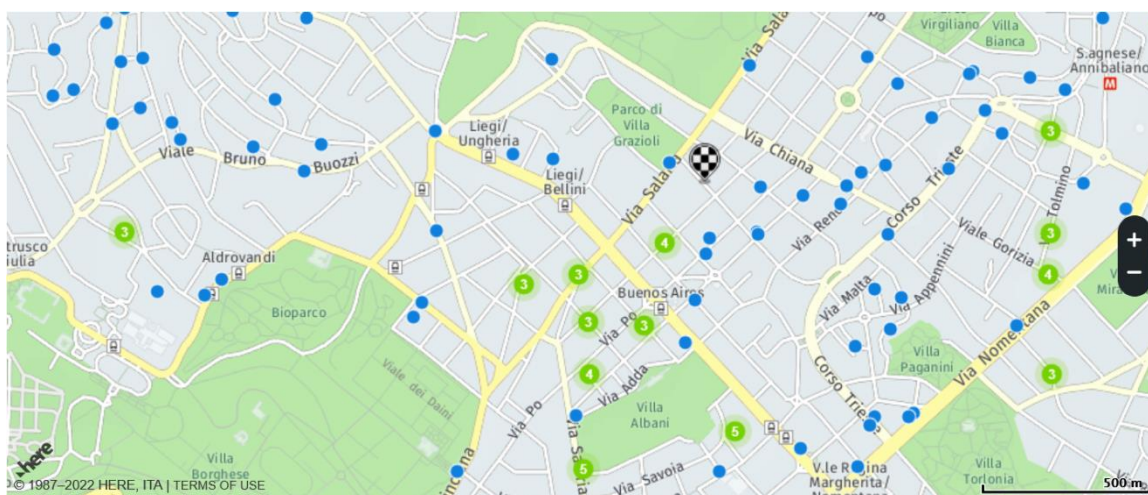 Via Salaria
Virgiliano
Villa
Bianca
S.agnese/
Annibaliano
M
Parco di
Villa
Grazioli
Liegi/
Ungheria
3
Via Chiana
Viale
Bruno
Buozzi
Liegi/
Bellini
Corso Trieste
Tolmino
Via Salaria
Via Reno
3
3
4
Viale Gorizia
+
Aldrovandi
3
3
4
−
Buenos Aires
Via Malta
Via Appennini
Bioparco
3
Via Po
3
Villa
Paganini
Via Nomentana
Corso Trieste
4
3
Viale dei Daini
Via Adda
Via Po
Villa
Albani
5
Villa
Borghese
5
Via Savoia
V.le Regina
Margherita/
Villa
Torlonia
here
© 1987–2022 HERE, ITA | TERMS OF USE
500 m